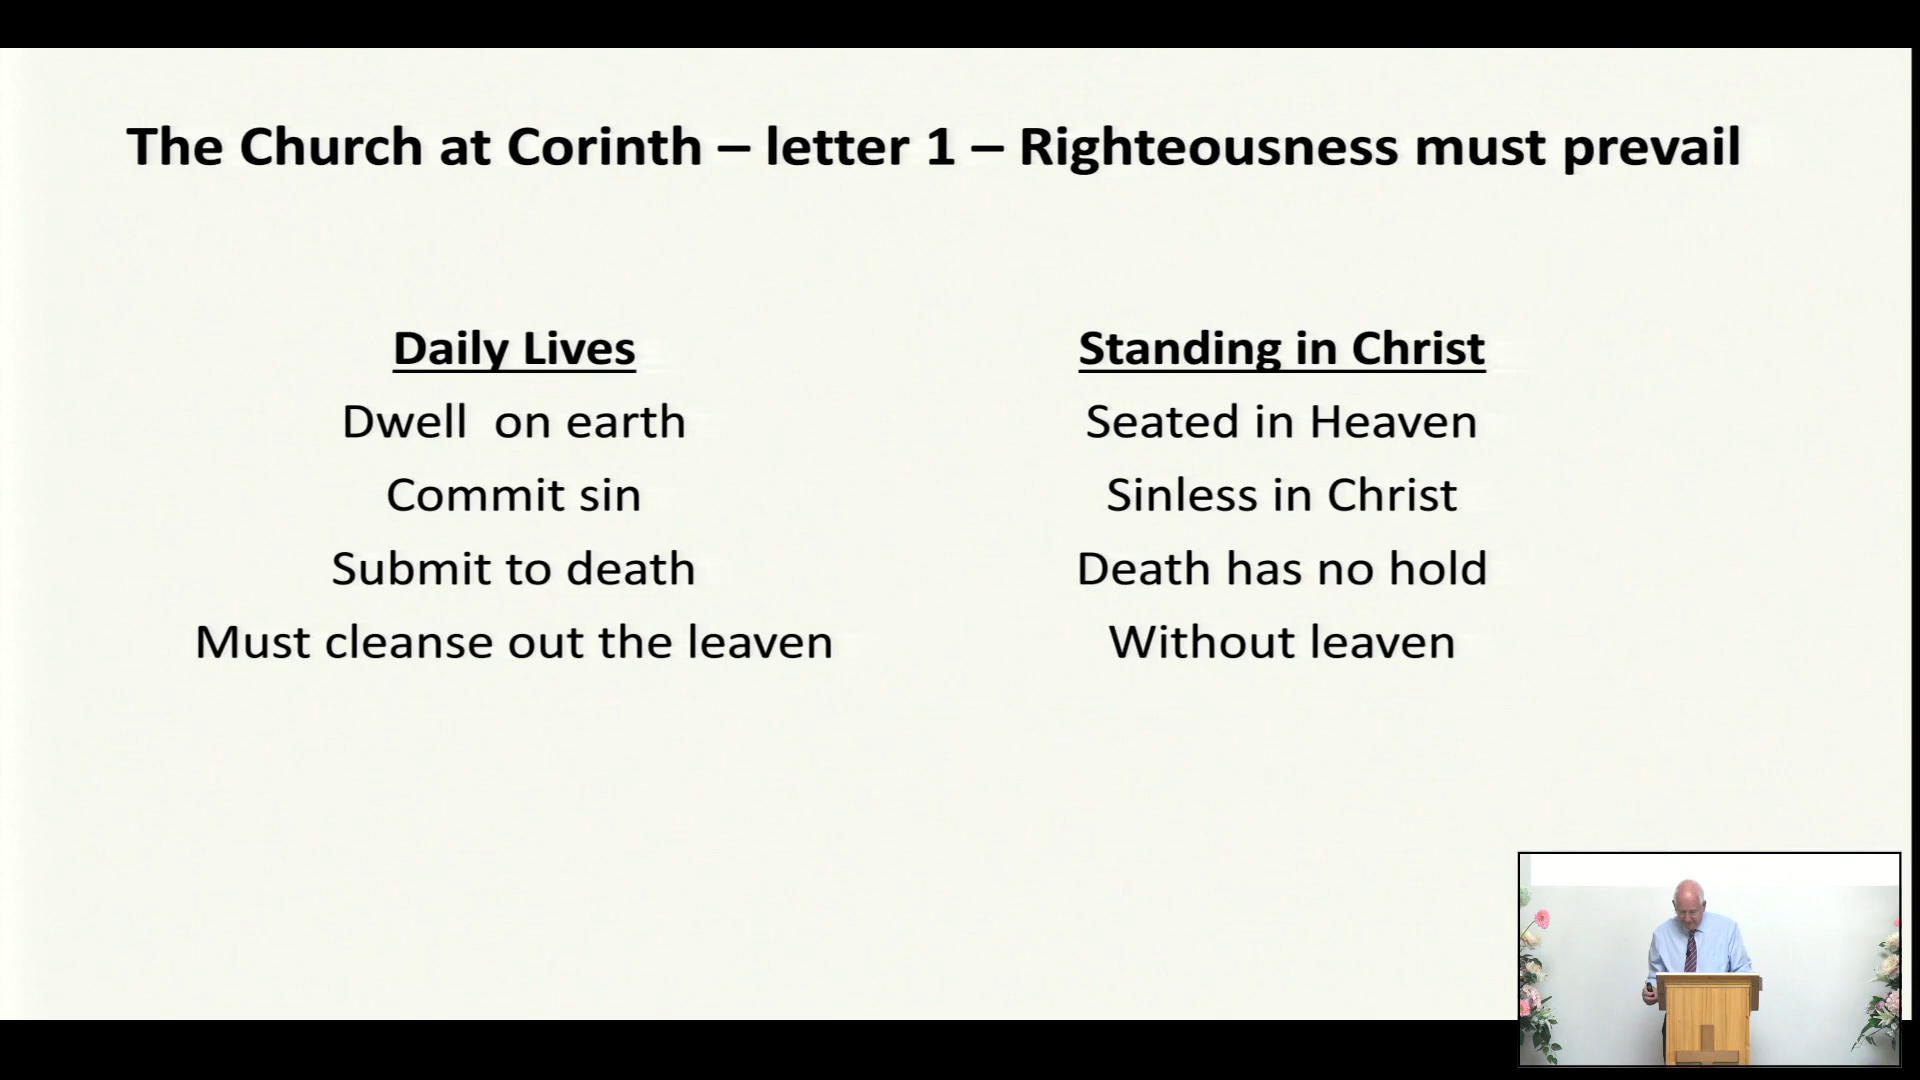 The Church at Corinth – letter 1 – Righteousness must prevail
Daily Lives
Dwell  on earth
Commit sin
Submit to death
Must cleanse out the leaven
Standing in Christ
Seated in Heaven
Sinless in Christ
Death has no hold
Without leaven